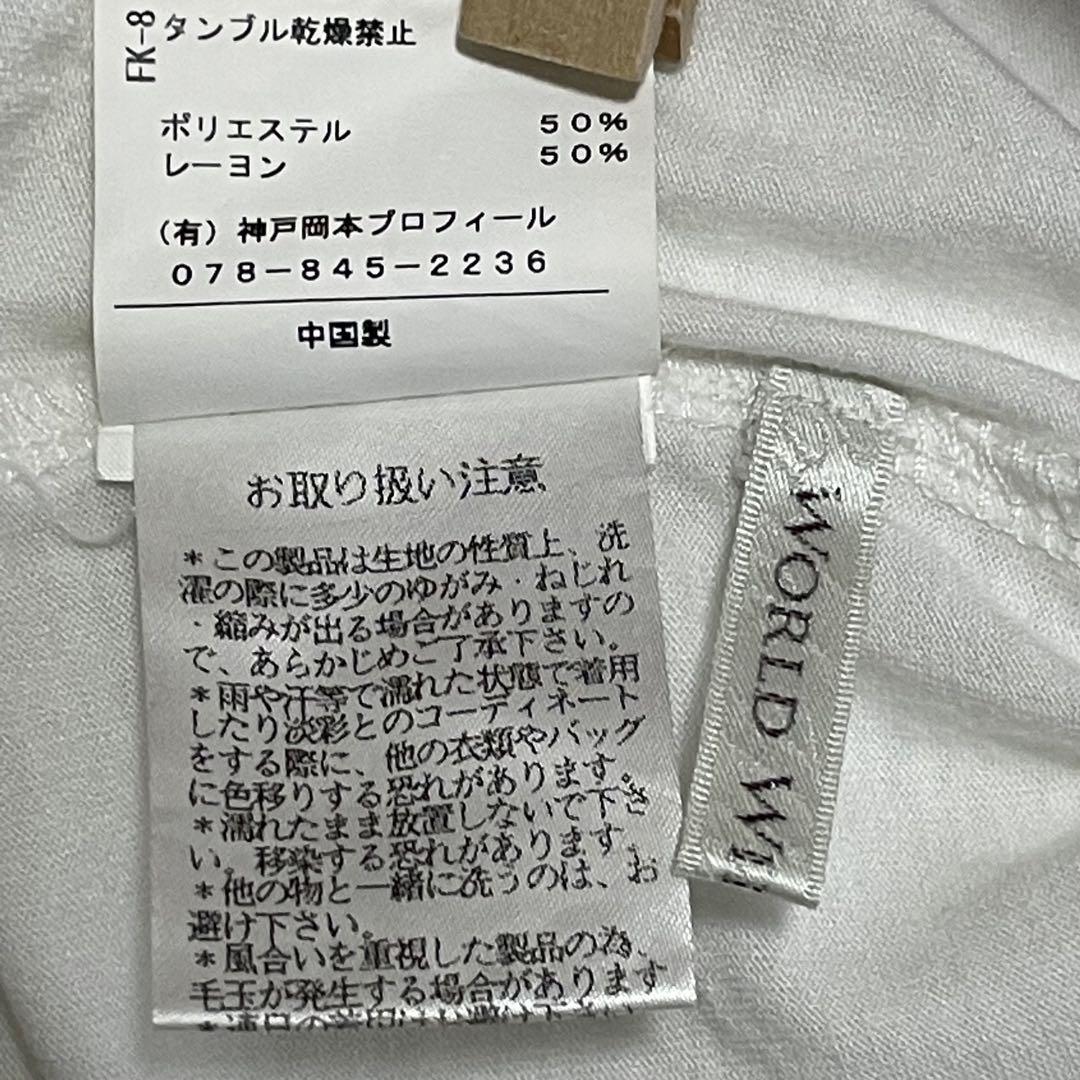 FK-8
タンブル乾燥禁止
ポリエステル 50%
レーヨン 50%
(有)神戸岡本プロフィール
078-845-2236
中国製
お取り扱い注意
*この製品は生地の性質上、洗
濯の際に多少のゆがみ・ねじれ
・縮みが出る場合がありますの
で、あらかじめご了承下さい。
*雨や汗等で濡れた状態で着用
したり淡彩とのコーディネート
をする際に、他の衣類やバッグ
に色移りする恐れがあります。
*濡れたまま放置しないで下さ
い。移染する恐れがあります。
*他の物と一緒に洗うのは、お
避け下さい。
*風合いを重視した製品の為、
毛玉が発生する場合があります
WORLD